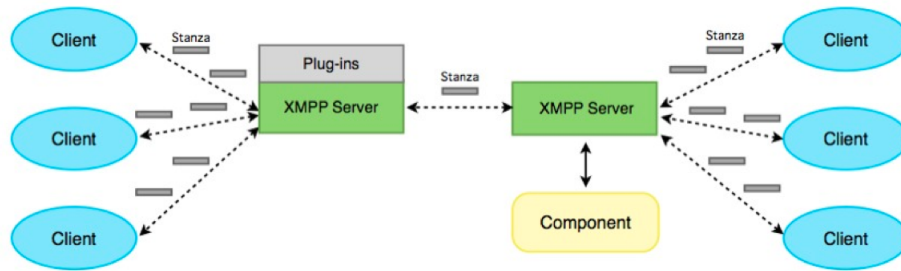 Client
Stanza
Plug-ins
XMPP Server
Client
Client
Stanza
XMPP Server
Component
Stanza
Client
Client
Client